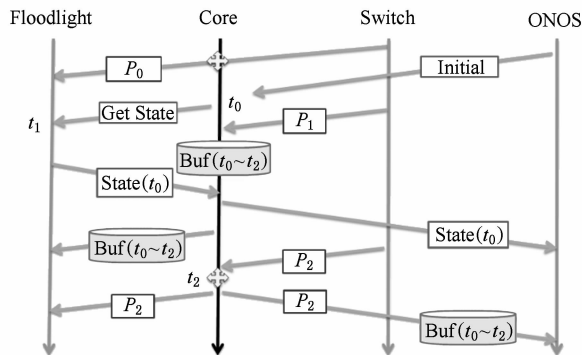 Floodlight Core Switch ONOS
P₀ Initial
t₀
Get State P₁
t₁
Buf(t₀~t₂)
State(t₀)
State(t₀)
Buf(t₀~t₂)
P₂
t₂
P₂ P₂
Buf(t₀~t₂)